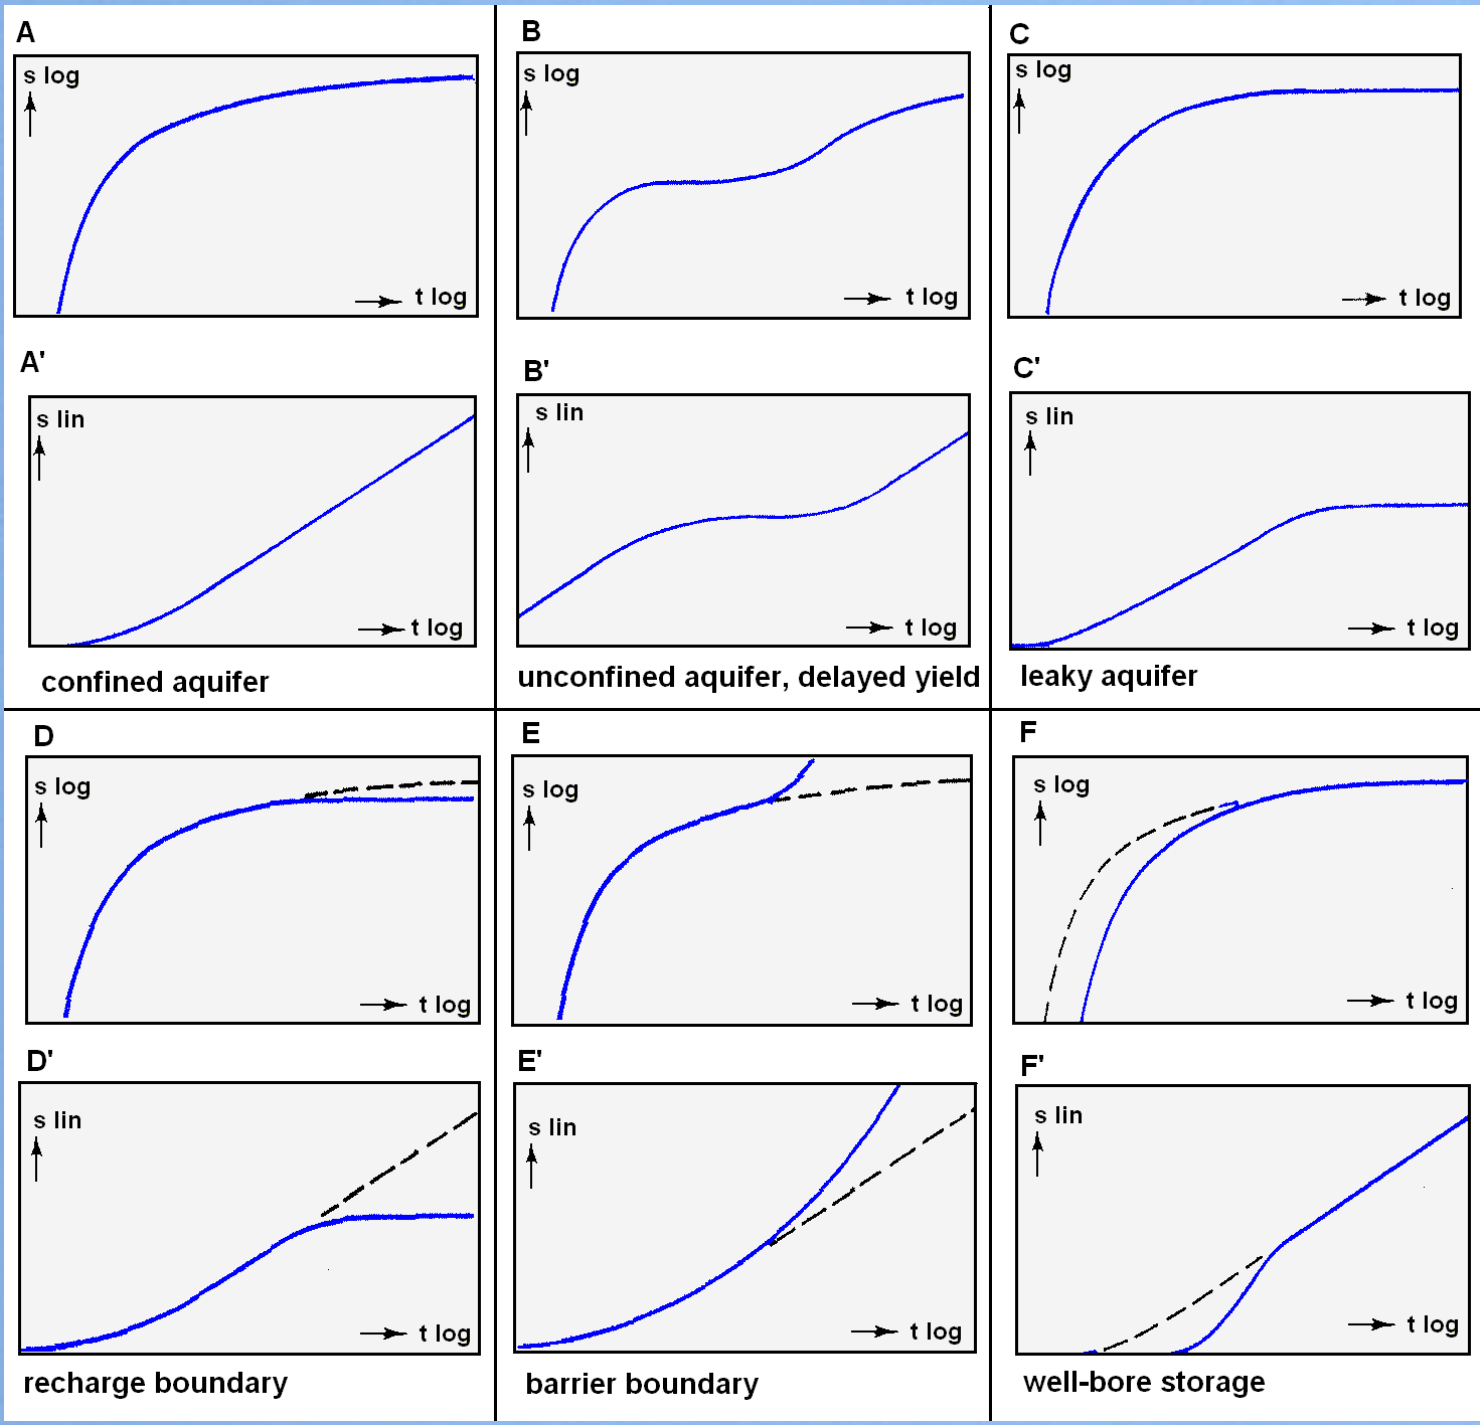 A
s log
t log
B
s log
t log
C
s log
t log
A'
s lin
t log
confined aquifer
B'
s lin
t log
unconfined aquifer, delayed yield
C'
s lin
t log
leaky aquifer
D
s log
t log
E
s log
t log
F
s log
t log
D'
s lin
t log
recharge boundary
E'
s lin
t log
barrier boundary
F'
s lin
t log
well-bore storage